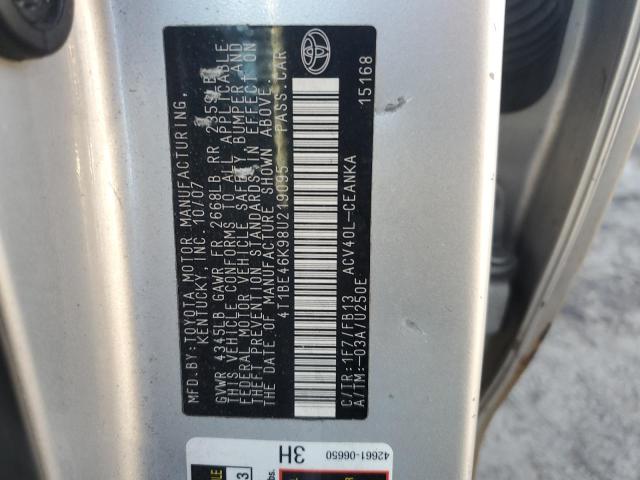 MFD. BY: TOYOTA MOTOR MANUFACTURING,
KENTUCKY, INC. 10/07
GVWR 4345LB GAWR FR 2668LB RR
THIS VEHICLE CONFORMS TO ALL APPLICABLE
FEDERAL MOTOR VEHICLE SAFETY, BUMPER AND
THEFT PREVENTION STANDARDS IN EFFECT ON
THE DATE OF MANUFACTURE SHOWN ABOVE.
4T1BE46K98U219095 PASS. CAR
C/TR: 1F7/FB13 ACV40L-CEANKA 15168
A/TM: -03A/U250E
42661-06650
3H